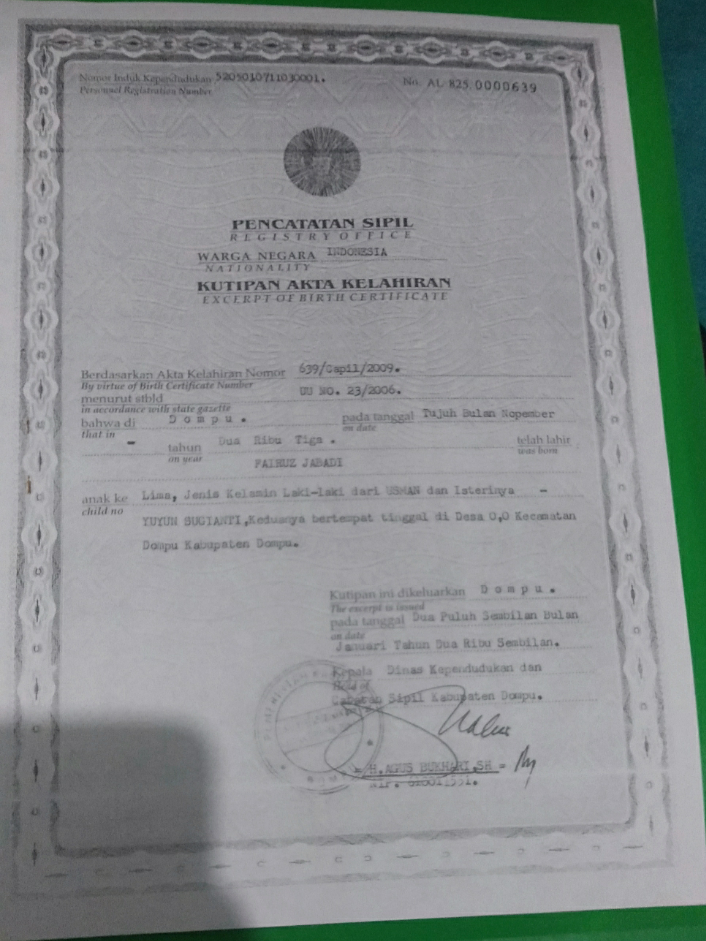 Nomor Induk Kependudukan 5205010711030001.
Personnel Registration Number
No. AL 825.0000639
PENCATATAN SIPIL
REGISTRY OFFICE
WARGA NEGARA INDONESIA
NATIONALITY
KUTIPAN AKTA KELAHIRAN
EXCERPT OF BIRTH CERTIFICATE
Berdasarkan Akta Kelahiran Nomor 639/Capil/2009.
By virtue of Birth Certificate Number
menurut stbld UU NO. 23/2006.
in accordance with state gazette
bahwa di Dompu. pada tanggal Tujuh Bulan Nopember
that in on date
- tahun Dua Ribu Tiga. telah lahir
on year was born
JABADI
anak ke Lima, Jenis Kelamin Laki-laki dari USMAN dan Isterinya -
child no
YUYUN SUGIANTI, Keduanya bertempat tinggal di Desa O,O Kecamatan
Dompu Kabupaten Dompu.
Kutipan ini dikeluarkan Dompu.
The excerpt is issued
pada tanggal Dua Puluh Sembilan Bulan
on date
Januari Tahun Dua Ribu Sembilan.
Kepala Dinas Kependudukan dan
Head of
Catatan Sipil Kabupaten Dompu.
= H. AGUS BUKHARI, SH =